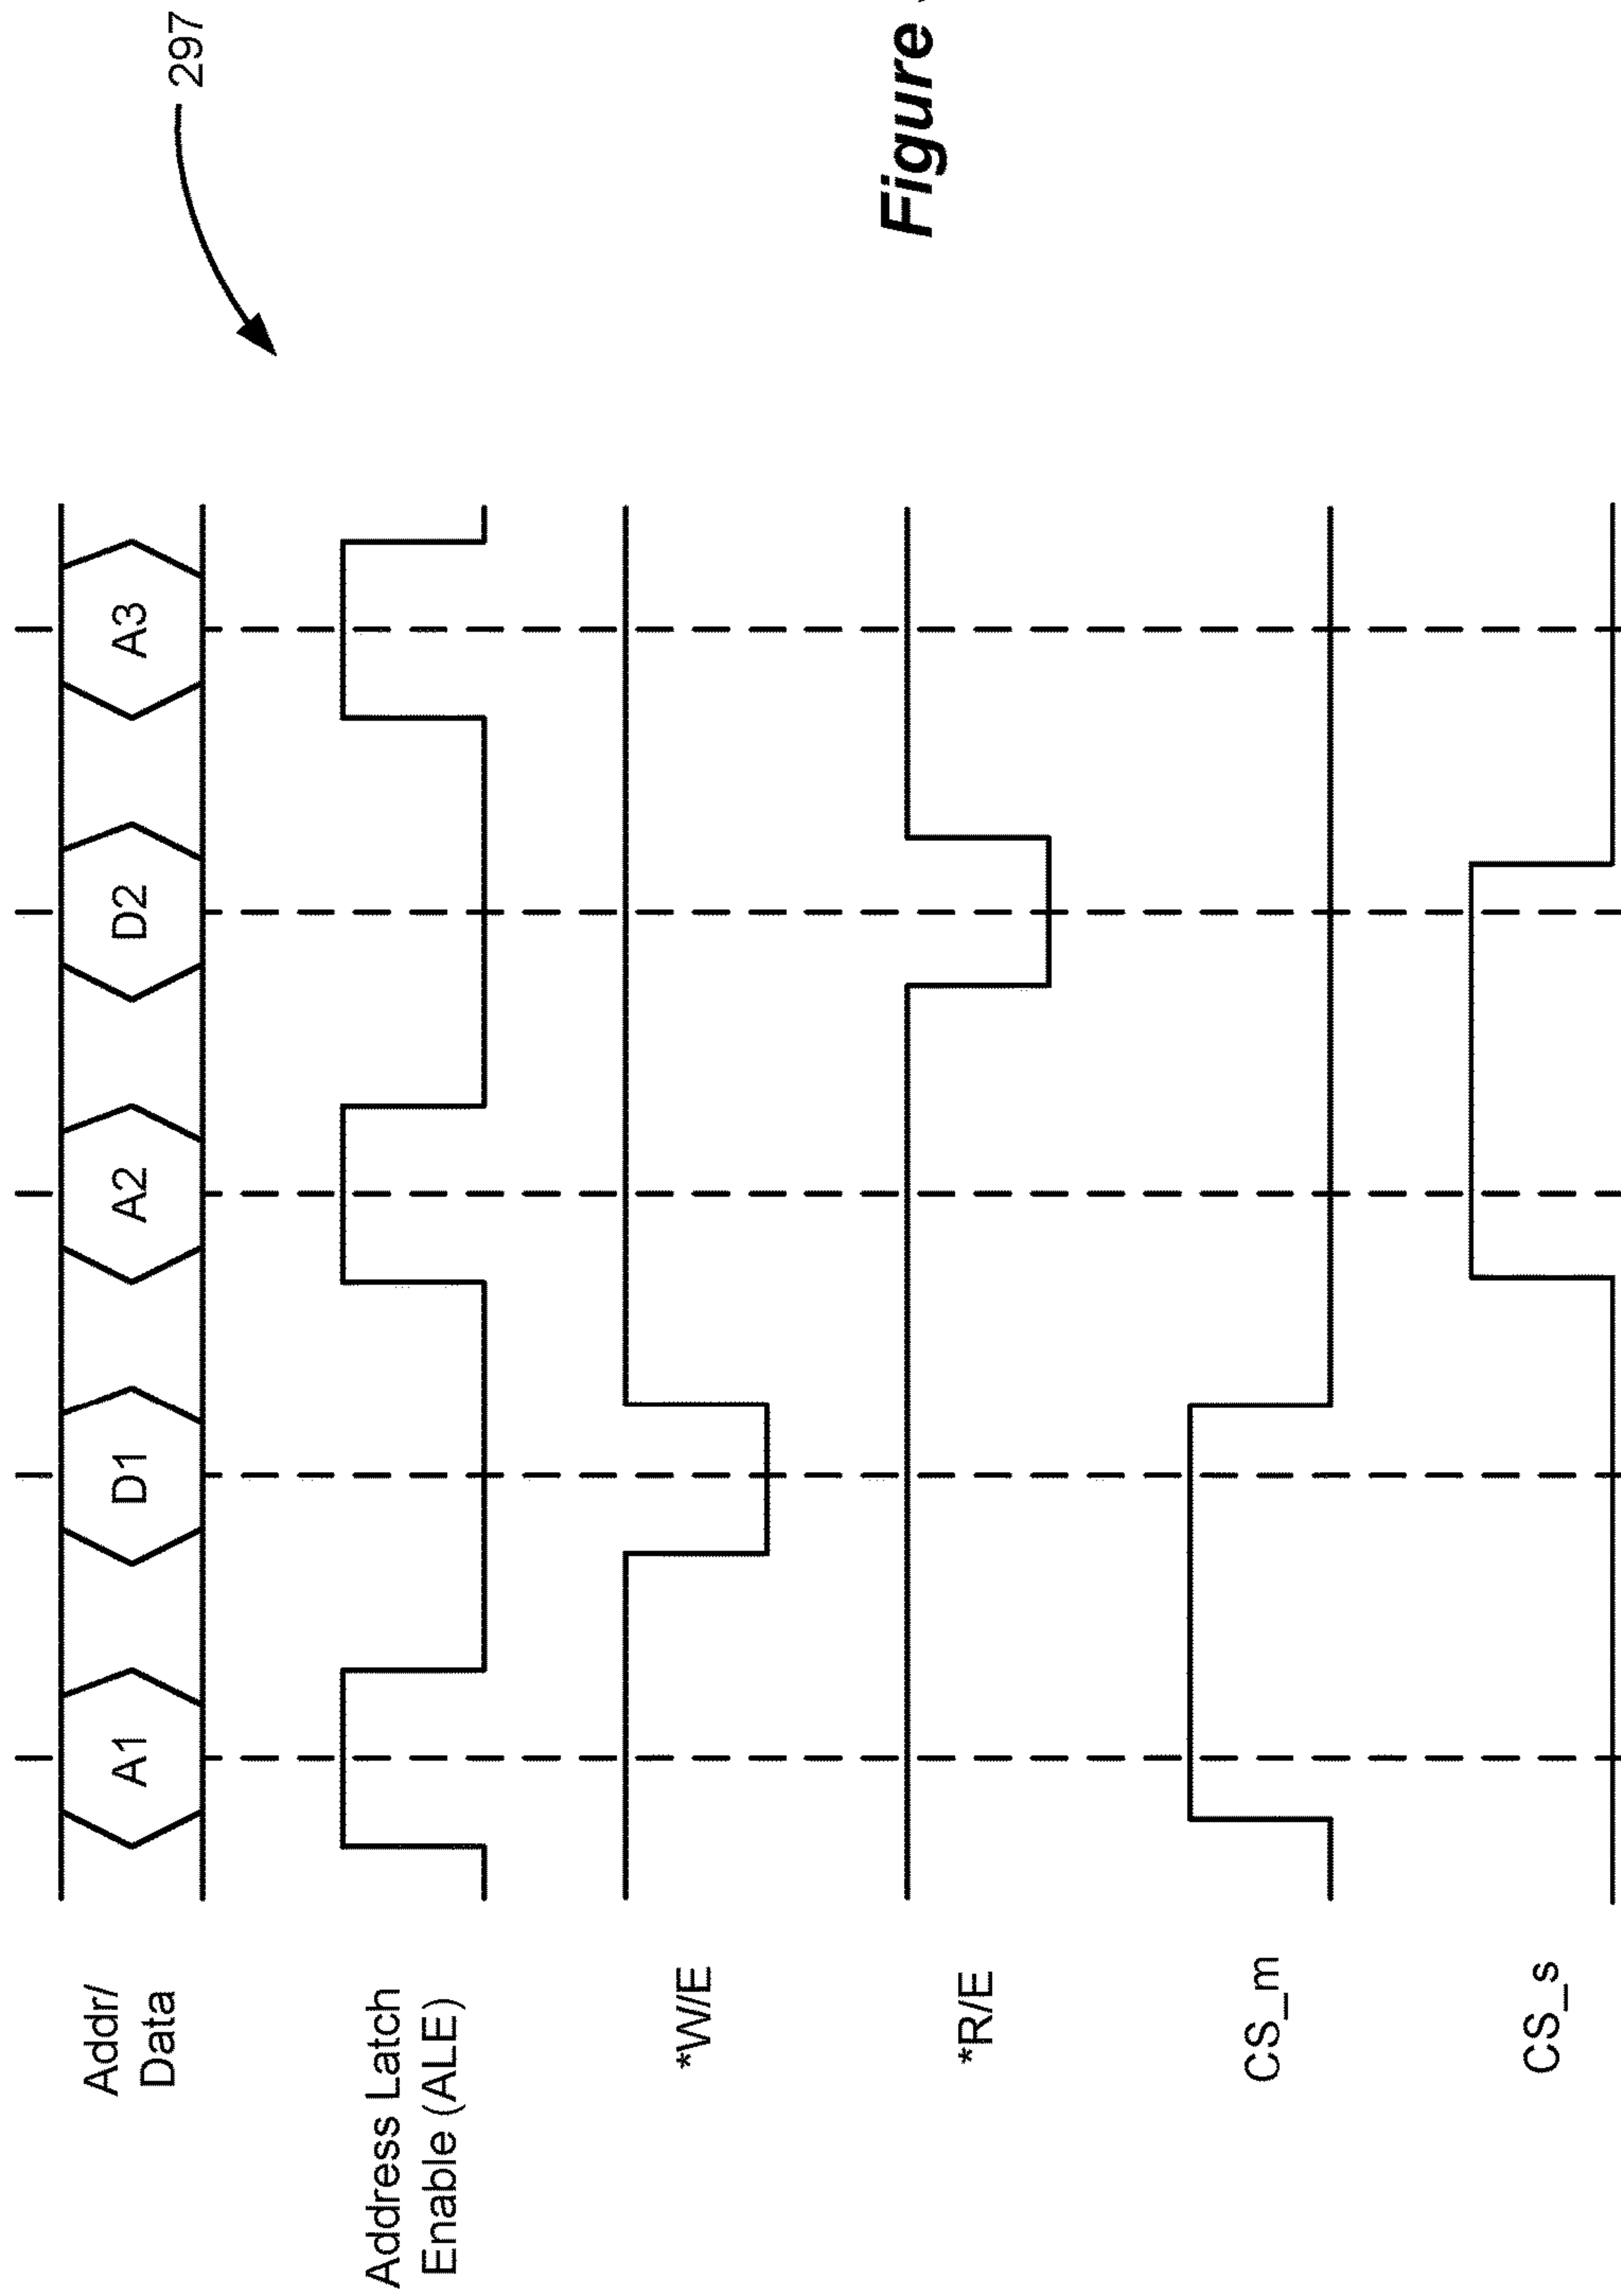 297
Addr/
Data
A1
D1
A2
D2
A3
Address Latch
Enable (ALE)
*W/E
*R/E
CS_m
CS_s
Figure